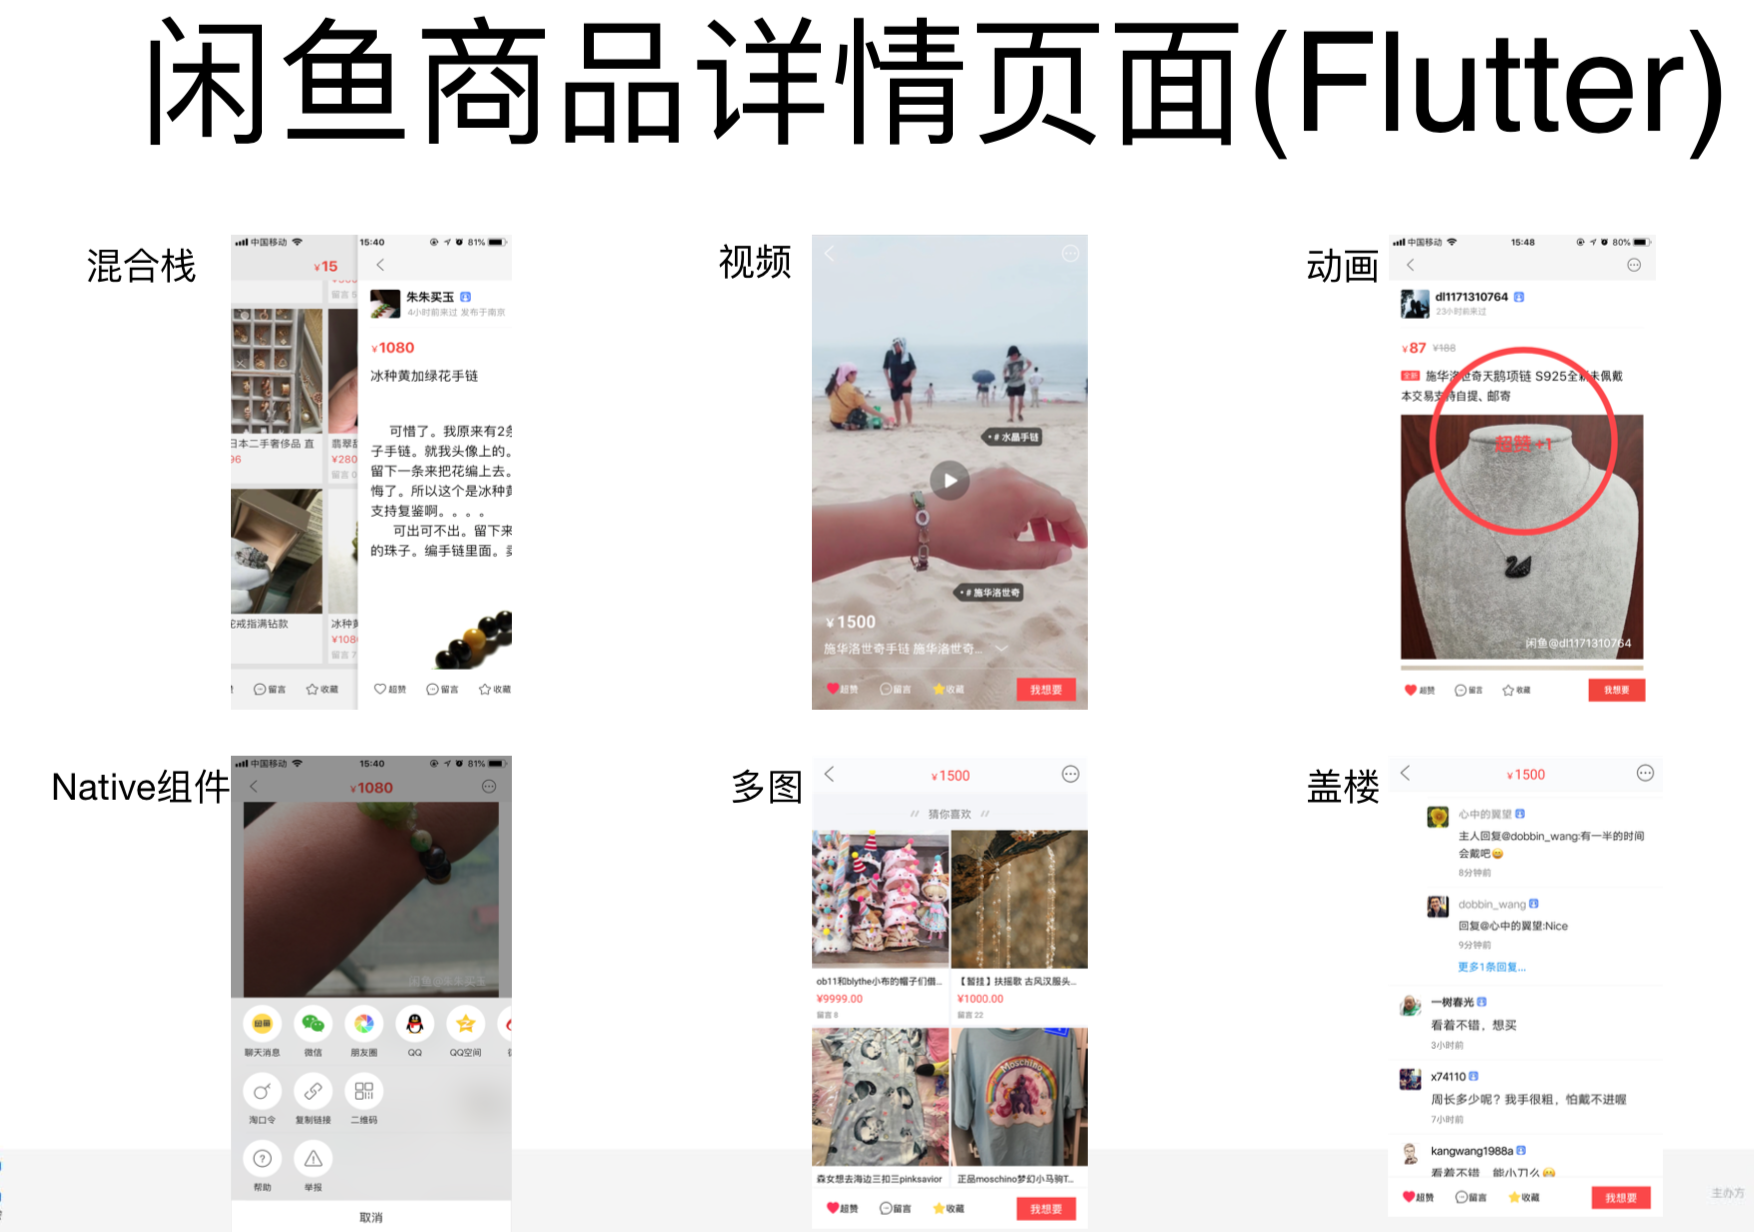 闲鱼商品详情页面(Flutter)
混合栈
中国移动
¥15
留言
日本二手奢侈品 直
96
翡翠
¥280
留言 0
戒指满钻款
冰种
¥108
留言 7
留言
收藏
15:40
81%
朱朱买玉
4小时前来过 发布于南京
¥1080
冰种黄加绿花手链
可惜了。我原来有2条
子手链。就我头像上的。
留下一条来把花编上去。
悔了。所以这个是冰种黄
支持复鉴啊。。。。
可出可不出。留下来
的珠子。编手链里面。卖
超赞
留言
收藏
视频
# 水晶手链
# 施华洛世奇
¥1500
施华洛世奇手链 施华洛世奇...
超赞
留言
收藏
我想要
动画
中国移动
15:48
80%
dl1171310764
23小时前来过
¥87 ¥188
全新 施华洛世奇天鹅项链 S925全新未佩戴
本交易支持自提、邮寄
超赞 +1
闲鱼@dl1171310764
超赞
留言
收藏
我想要
Native组件
中国移动
15:40
81%
¥1080
闲鱼@朱朱买玉
聊天消息
微信
朋友圈
QQ
QQ空间
淘口令
复制链接
二维码
帮助
举报
取消
多图
¥1500
猜你喜欢
ob11和blythe小布的帽子们借...
¥9999.00
留言 8
【暂挂】扶摇歌 古风汉服头...
¥1000.00
留言 22
Moschino
森女想去海边三扣三pinksavior
正品moschino梦幻小马驹T...
超赞
留言
收藏
我想要
盖楼
¥1500
心中的翼望
主人回复@dobbin_wang:有一半的时间
会戴吧
8分钟前
dobbin_wang
回复@心中的翼望:Nice
9分钟前
更多1条回复...
一树春光
看着不错，想买
3小时前
x74110
周长多少呢？我手很粗，怕戴不进喔
7小时前
kangwang1988a
看着不错 能小刀么
超赞
留言
收藏
我想要
主办方